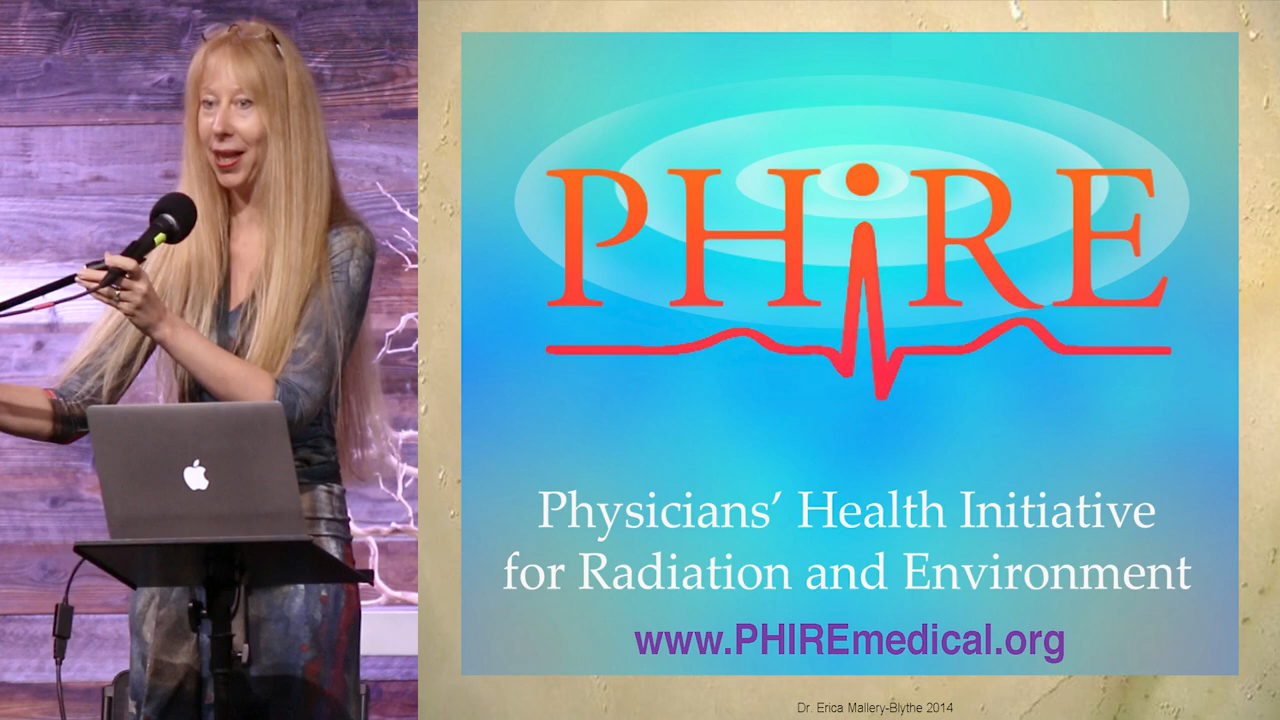 PHiRE
Physicians’ Health Initiative
for Radiation and Environment
www.PHIREmedical.org
Dr. Erica Mallery-Blythe 2014